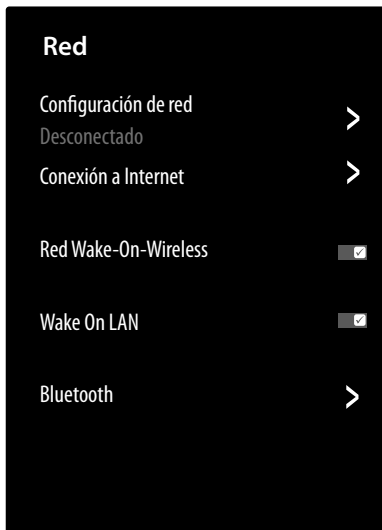 Red
Configuración de red
Desconectado
Conexión a Internet
Red Wake-On-Wireless
Wake On LAN
Bluetooth